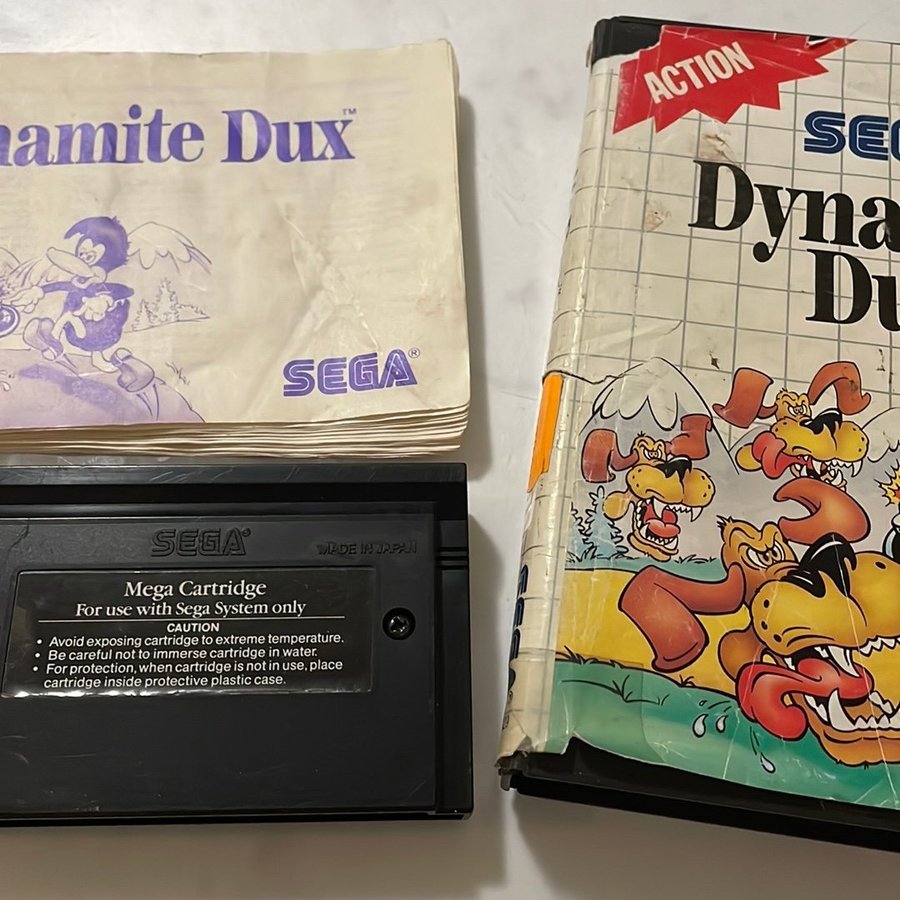 namite Dux™
SEGA®
ACTION
SEG
Dyna
Du
SEGA®
MADE IN JAPAN
Mega Cartridge
For use with Sega System only
CAUTION
• Avoid exposing cartridge to extreme temperature.
• Be careful not to immerse cartridge in water.
• For protection, when cartridge is not in use, place
cartridge inside protective plastic case.